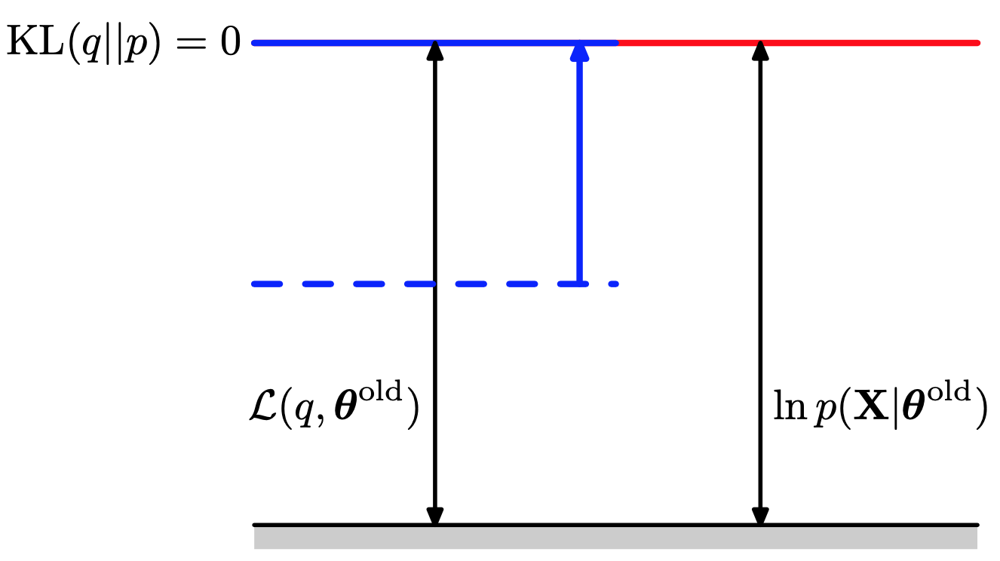 KL(q||p) = 0
ℒ(q, θ^old)
ln p(X|θ^old)